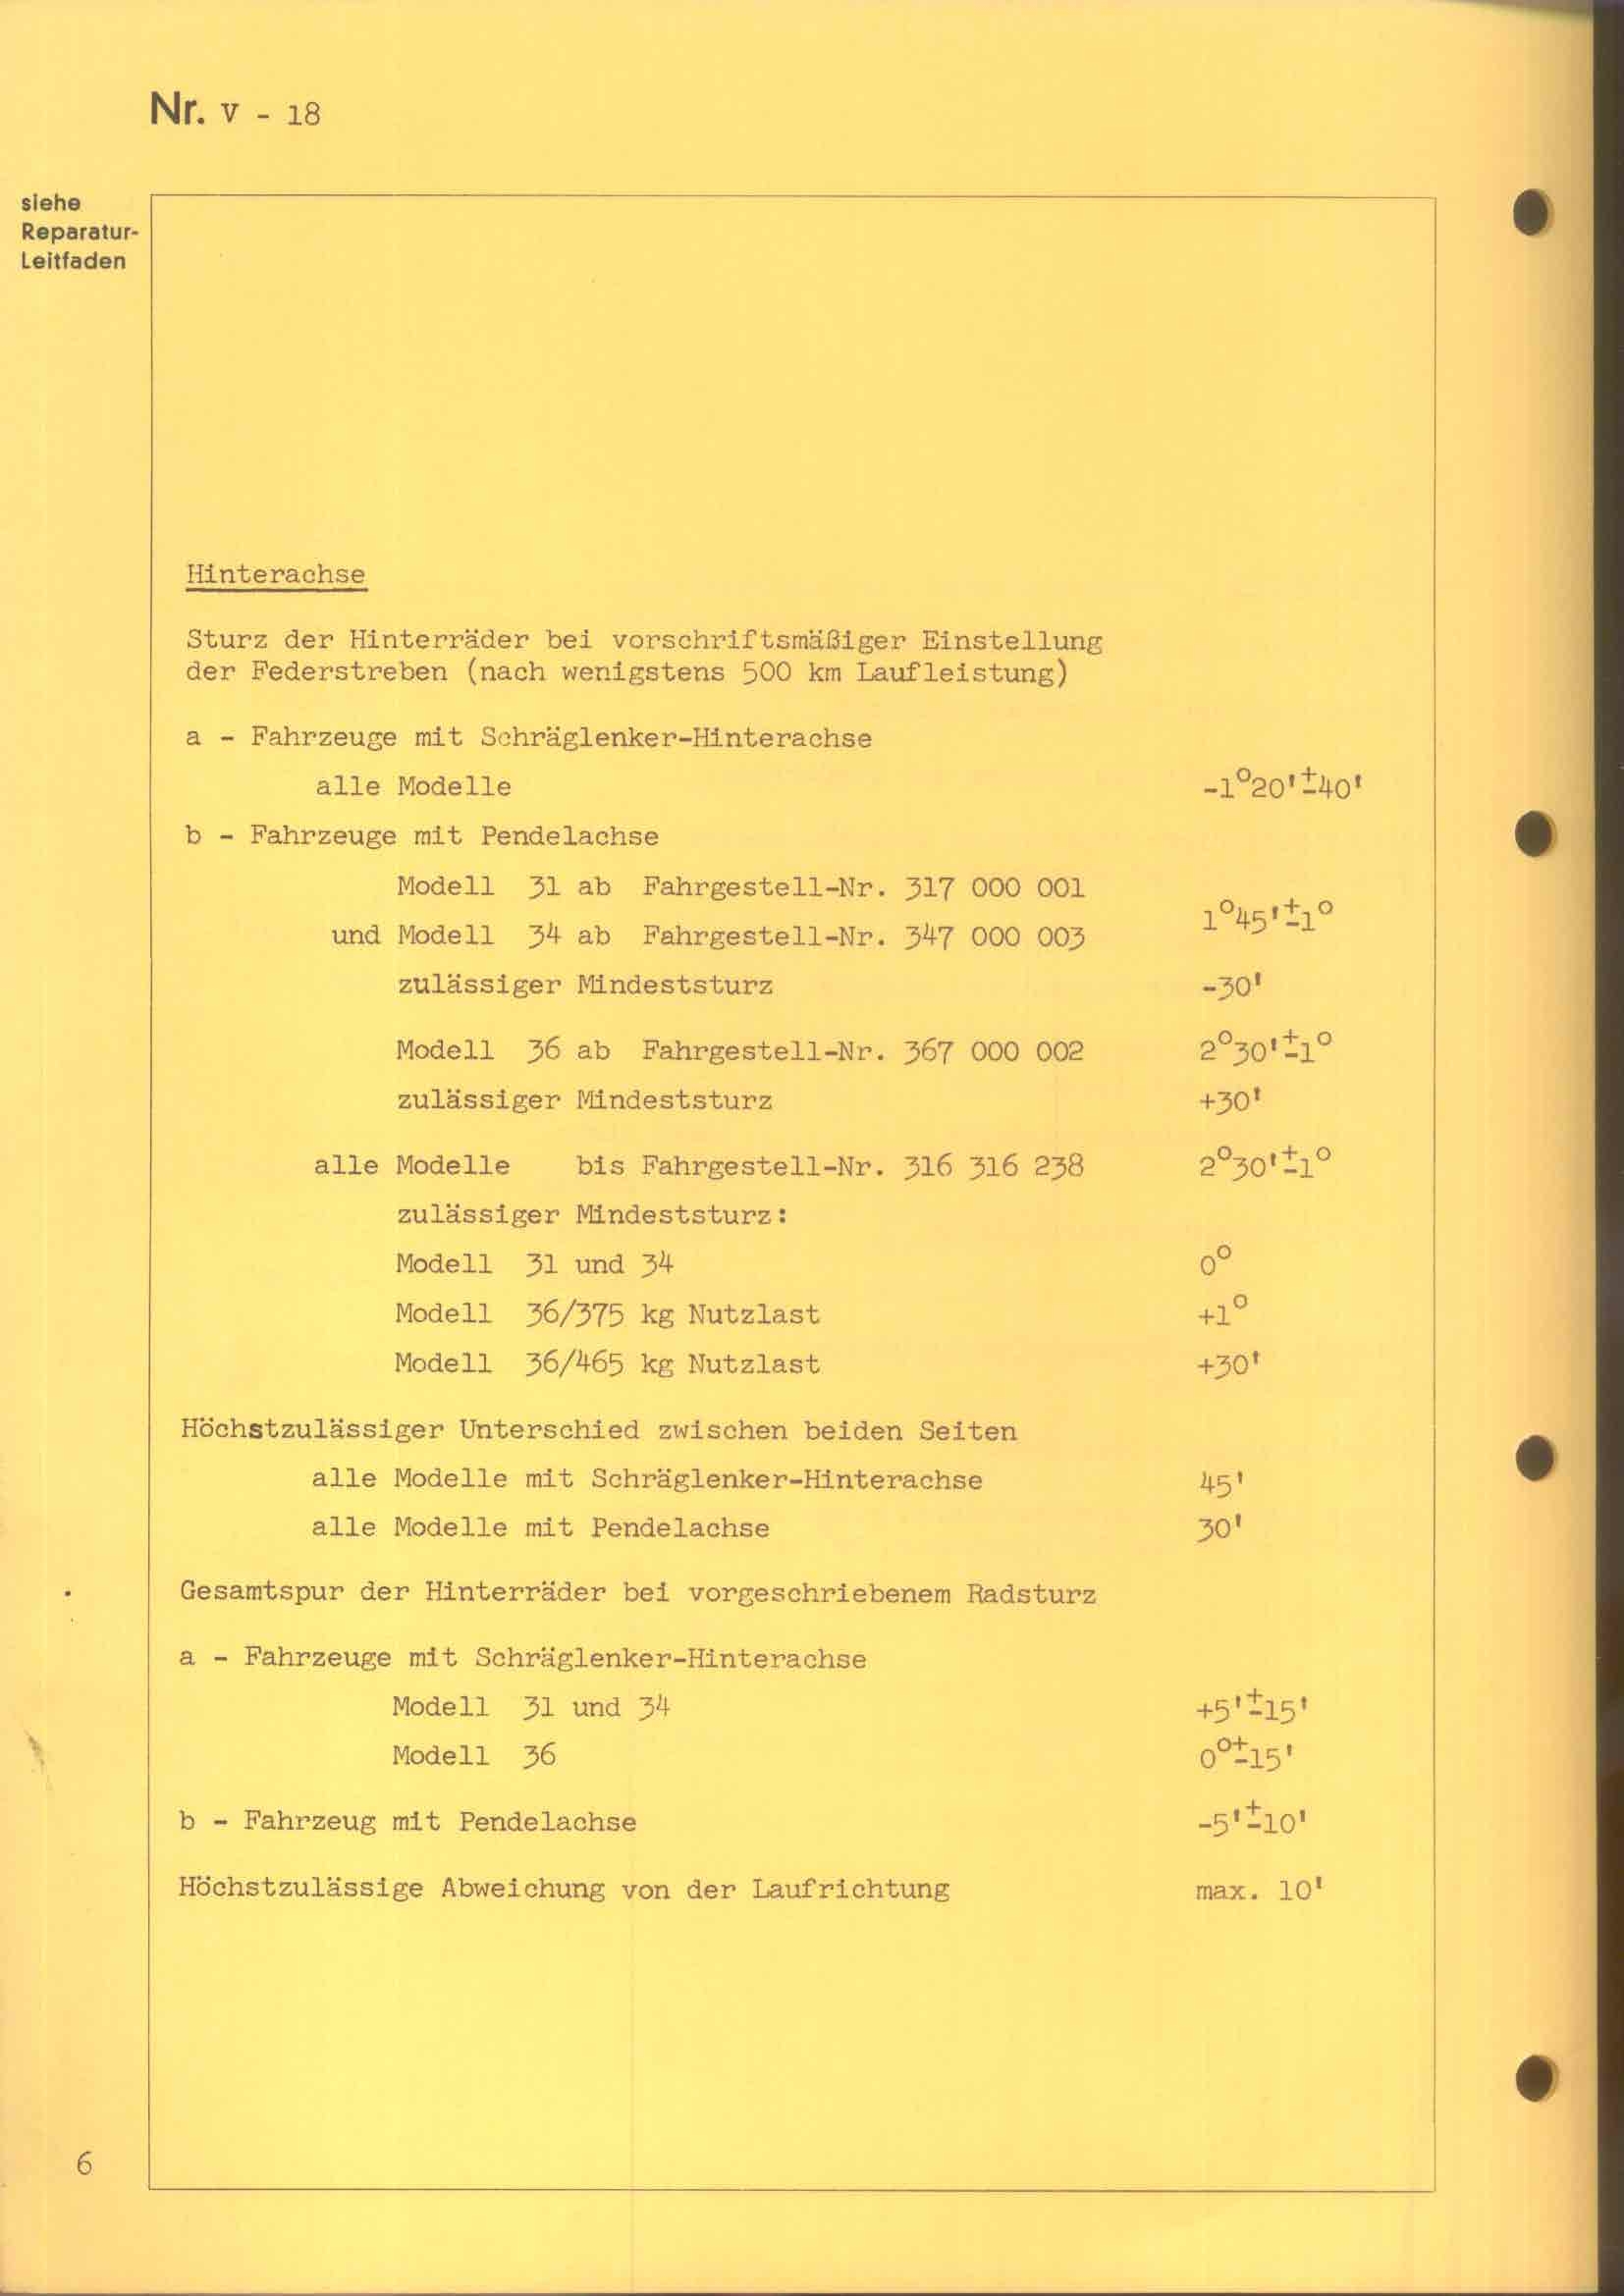 Nr. V - 18
siehe
Reparatur-
Leitfaden
Hinterachse
Sturz der Hinterräder bei vorschriftsmäßiger Einstellung
der Federstreben (nach wenigstens 500 km Laufleistung)
a - Fahrzeuge mit Schräglenker-Hinterachse
alle Modelle -1°20'±40'
b - Fahrzeuge mit Pendelachse
Modell 31 ab Fahrgestell-Nr. 317 000 001
und Modell 34 ab Fahrgestell-Nr. 347 000 003 1°45'±1°
zulässiger Mindeststurz -30'
Modell 36 ab Fahrgestell-Nr. 367 000 002 2°30'±1°
zulässiger Mindeststurz +30'
alle Modelle bis Fahrgestell-Nr. 316 316 238 2°30'±1°
zulässiger Mindeststurz:
Modell 31 und 34 0°
Modell 36/375 kg Nutzlast +1°
Modell 36/465 kg Nutzlast +30'
Höchstzulässiger Unterschied zwischen beiden Seiten
alle Modelle mit Schräglenker-Hinterachse 45'
alle Modelle mit Pendelachse 30'
Gesamtspur der Hinterräder bei vorgeschriebenem Radsturz
a - Fahrzeuge mit Schräglenker-Hinterachse
Modell 31 und 34 +5'±15'
Modell 36 0°±15'
b - Fahrzeug mit Pendelachse -5'±10'
Höchstzulässige Abweichung von der Laufrichtung max. 10'
6